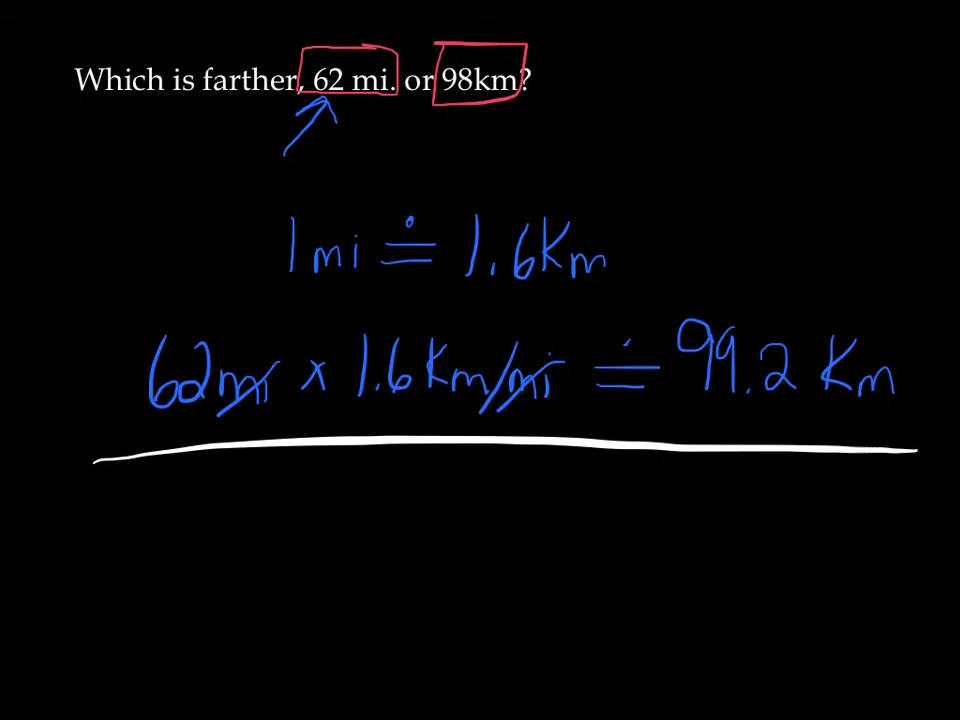 Which is farther, 62 mi. or 98km?
1 mi ≐ 1.6 Km
62 mi × 1.6 Km/mi ≐ 99.2 Km